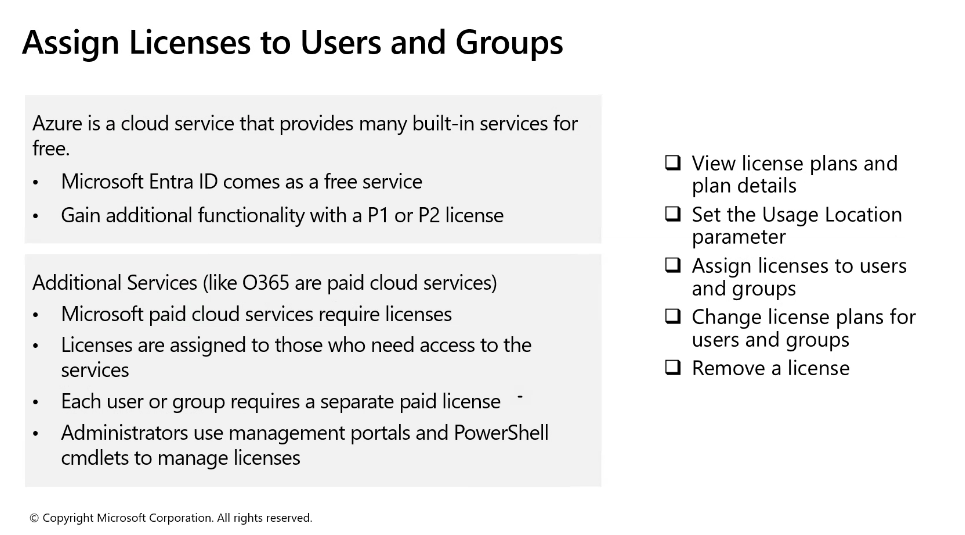 Assign Licenses to Users and Groups
Azure is a cloud service that provides many built-in services for
free.
• Microsoft Entra ID comes as a free service
• Gain additional functionality with a P1 or P2 license
Additional Services (like O365 are paid cloud services)
• Microsoft paid cloud services require licenses
• Licenses are assigned to those who need access to the
services
• Each user or group requires a separate paid license
• Administrators use management portals and PowerShell
cmdlets to manage licenses
❑ View license plans and
plan details
❑ Set the Usage Location
parameter
❑ Assign licenses to users
and groups
❑ Change license plans for
users and groups
❑ Remove a license
© Copyright Microsoft Corporation. All rights reserved.